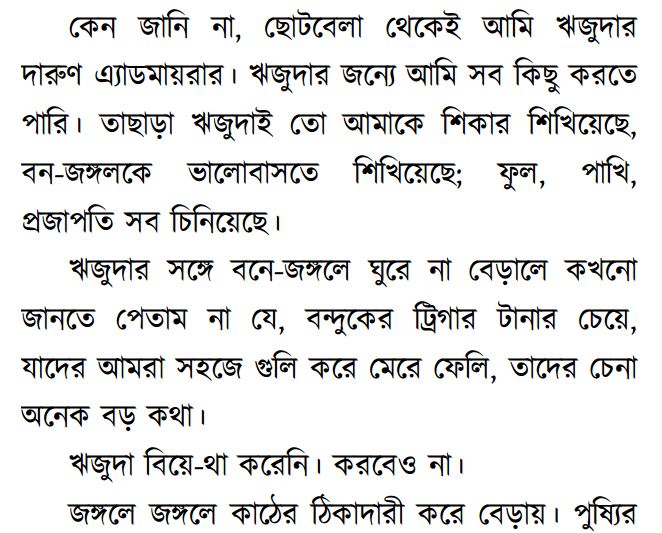 কেন জানি না, ছোটবেলা থেকেই আমি ঋজুদার
দারুণ এ্যাডমায়রার। ঋজুদার জন্যে আমি সব কিছু করতে
পারি। তাছাড়া ঋজুদাই তো আমাকে শিকার শিখিয়েছে,
বন-জঙ্গলকে ভালোবাসতে শিখিয়েছে; ফুল, পাখি,
প্রজাপতি সব চিনিয়েছে।
ঋজুদার সঙ্গে বনে-জঙ্গলে ঘুরে না বেড়ালে কখনো
জানতে পেতাম না যে, বন্দুকের ট্রিগার টানার চেয়ে,
যাদের আমরা সহজে গুলি করে মেরে ফেলি, তাদের চেনা
অনেক বড় কথা।
ঋজুদা বিয়ে-থা করেনি। করবেও না।
জঙ্গলে জঙ্গলে কাঠের ঠিকাদারী করে বেড়ায়। পুষ্যির